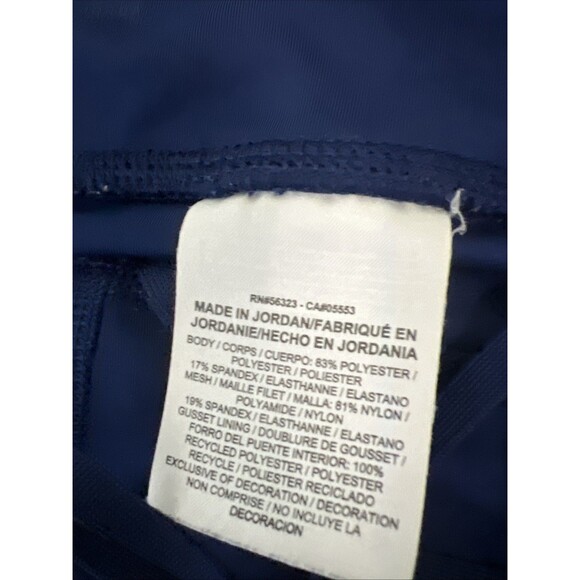 RN#56323 - CA#05553
MADE IN JORDAN/FABRIQUÉ EN
JORDANIE/HECHO EN JORDANIA
BODY / CORPS / CUERPO: 83% POLYESTER /
POLYESTER / POLIESTER
17% SPANDEX / ELASTHANNE / ELASTANO
MESH / MAILLE FILET / MALLA: 81% NYLON /
POLYAMIDE / NYLON
19% SPANDEX / ELASTHANNE / ELASTANO
GUSSET LINING / DOUBLURE DE GOUSSET /
FORRO DEL PUENTE INTERIOR: 100%
RECYCLED POLYESTER / POLYESTER
RECYCLE / POLIESTER RECICLADO
EXCLUSIVE OF DECORATION / DECORATION
NON COMPRISE / NO INCLUYE LA
DECORACION